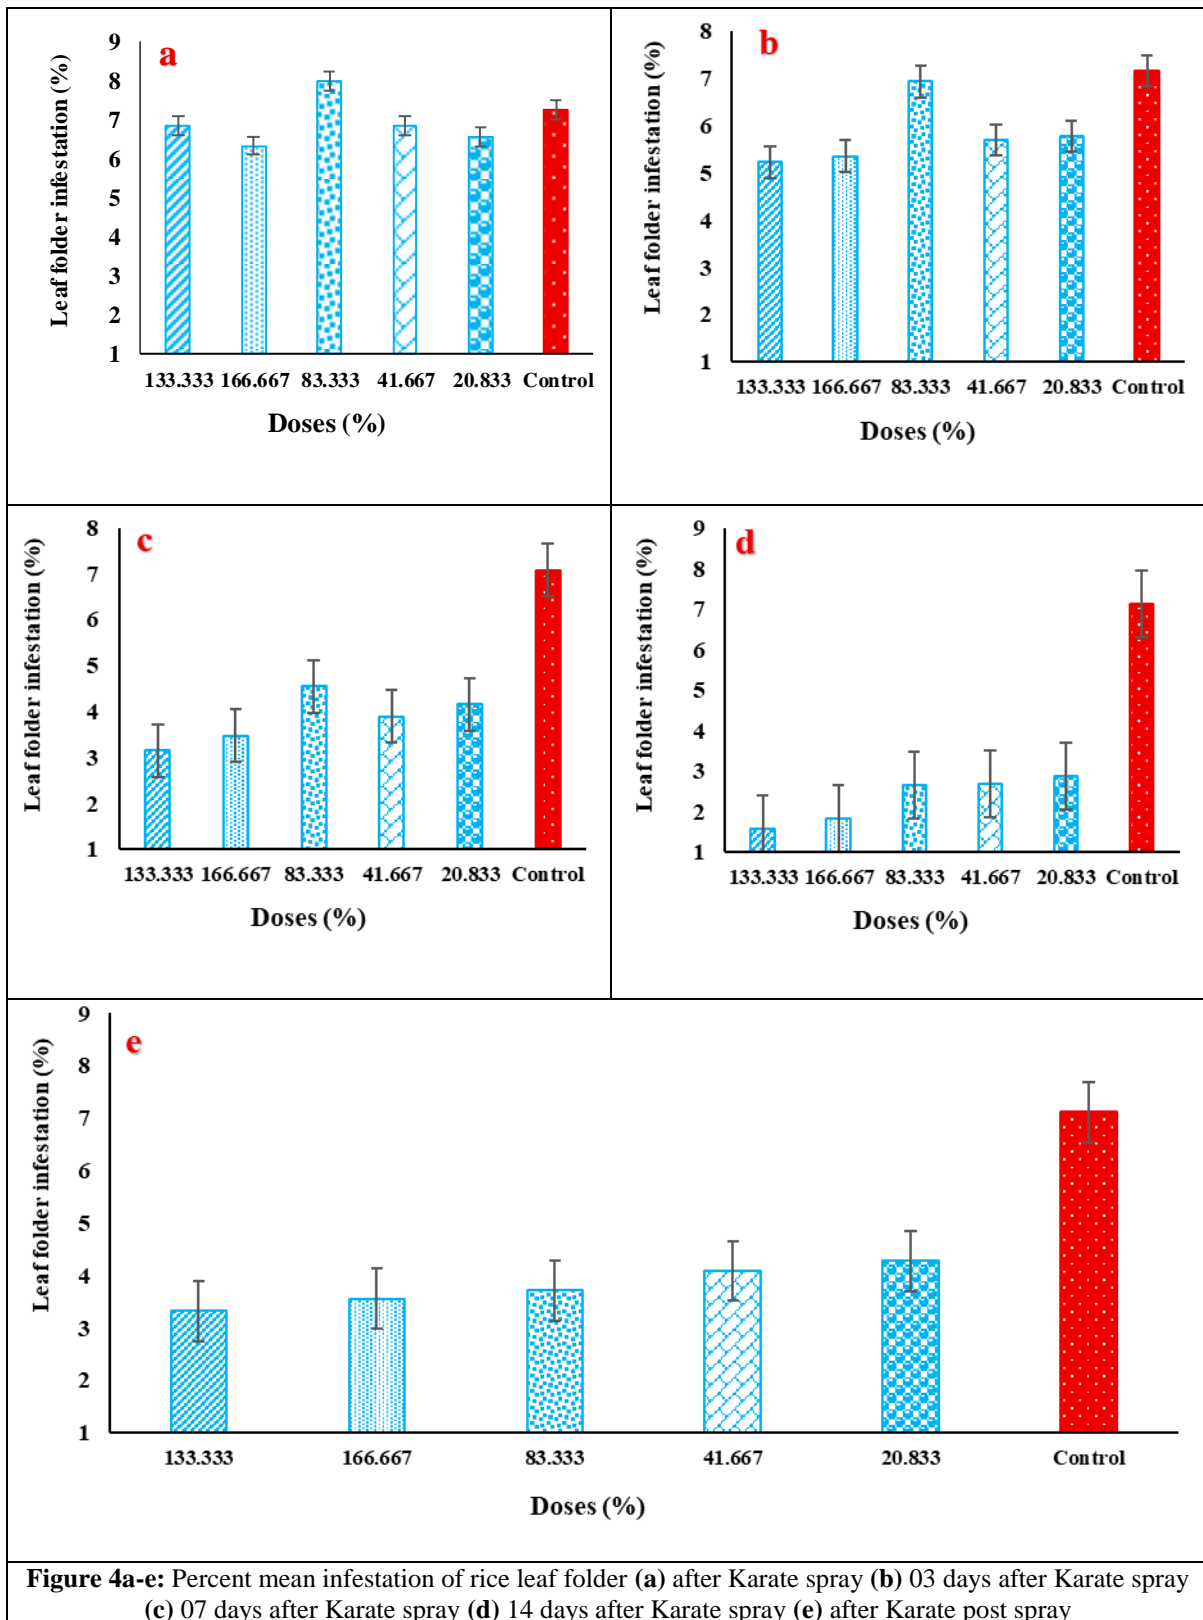 a
Leaf folder infestation (%)
9
8
7
6
5
4
3
2
1
133.333 166.667 83.333 41.667 20.833 Control
Doses (%)
b
Leaf folder infestation (%)
8
7
6
5
4
3
2
1
133.333 166.667 83.333 41.667 20.833 Control
Doses (%)
c
Leaf folder infestation (%)
8
7
6
5
4
3
2
1
133.333 166.667 83.333 41.667 20.833 Control
Doses (%)
d
Leaf folder infestation (%)
9
8
7
6
5
4
3
2
1
133.333 166.667 83.333 41.667 20.833 Control
Doses (%)
e
Leaf folder infestation (%)
9
8
7
6
5
4
3
2
1
133.333 166.667 83.333 41.667 20.833 Control
Doses (%)
Figure 4a-e: Percent mean infestation of rice leaf folder (a) after Karate spray (b) 03 days after Karate spray
(c) 07 days after Karate spray (d) 14 days after Karate spray (e) after Karate post spray